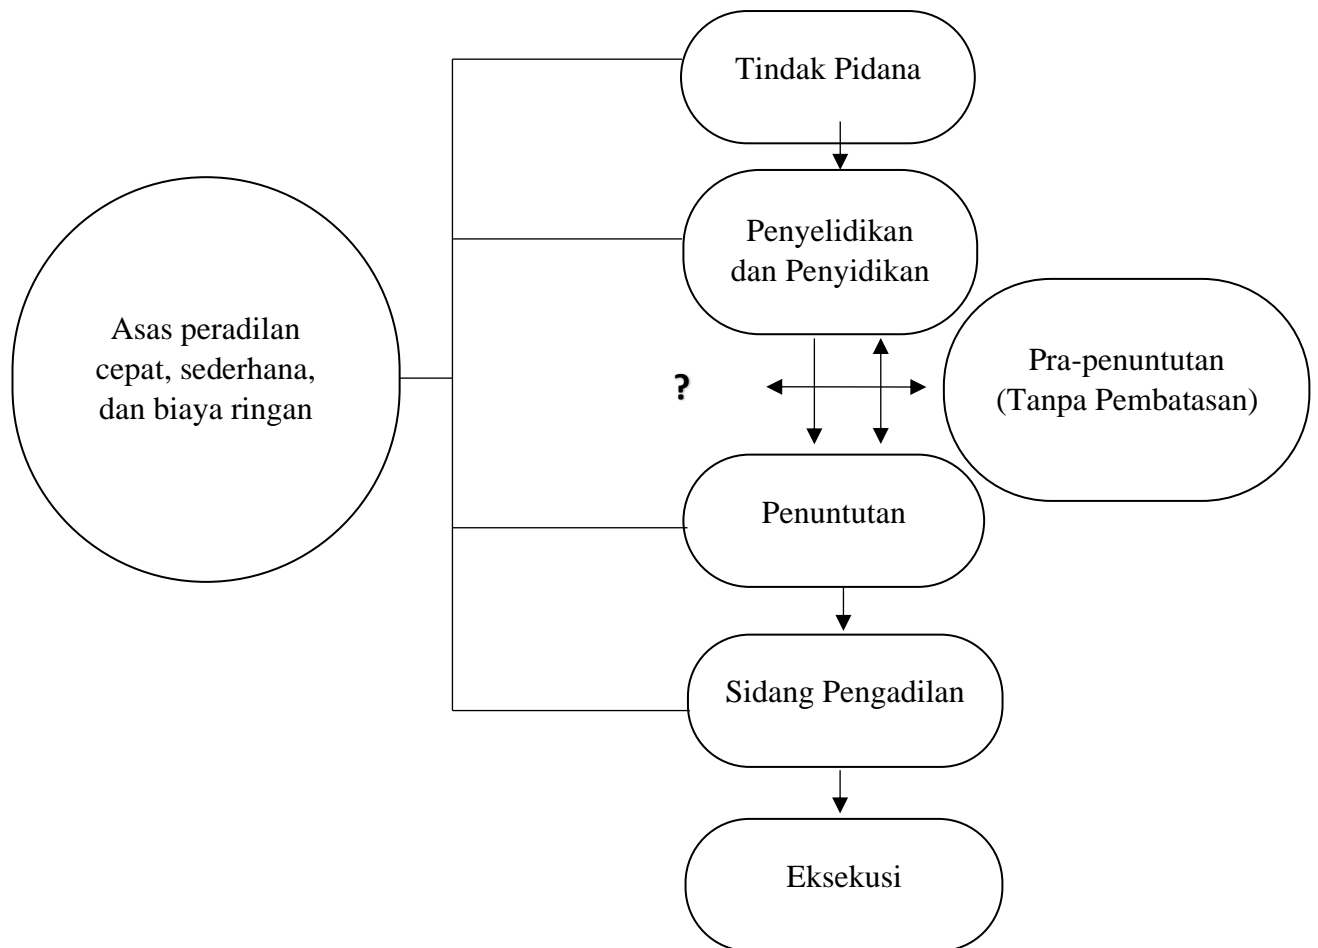 Tindak Pidana
Penyelidikan
dan Penyidikan
Asas peradilan
cepat, sederhana,
dan biaya ringan
?
Pra-penuntutan
(Tanpa Pembatasan)
Penuntutan
Sidang Pengadilan
Eksekusi